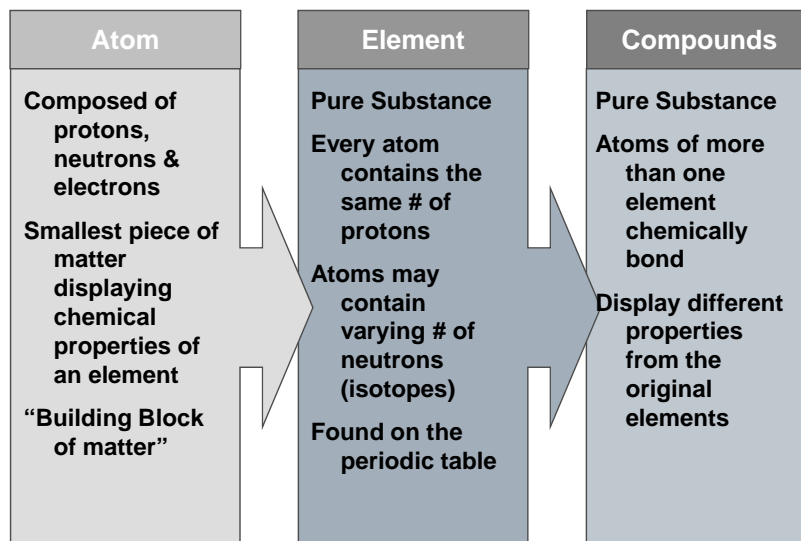 Atom
Composed of
protons,
neutrons &
electrons
Smallest piece of
matter
displaying
chemical
properties of
an element
“Building Block
of matter”
Element
Pure Substance
Every atom
contains the
same # of
protons
Atoms may
contain
varying # of
neutrons
(isotopes)
Found on the
periodic table
Compounds
Pure Substance
Atoms of more
than one
element
chemically
bond
Display different
properties
from the
original
elements